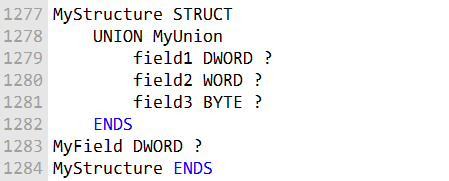 1277 MyStructure STRUCT
1278     UNION MyUnion
1279         field1 DWORD ?
1280         field2 WORD ?
1281         field3 BYTE ?
1282     ENDS
1283 MyField DWORD ?
1284 MyStructure ENDS